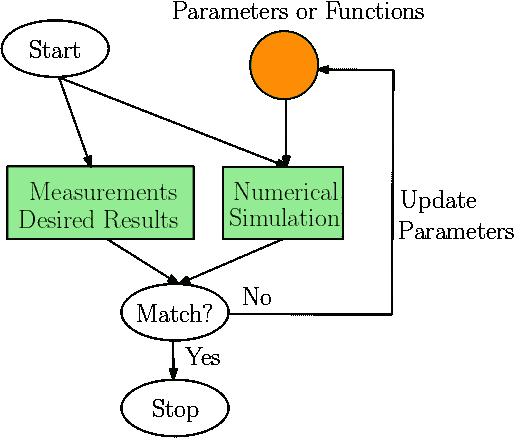 Parameters or Functions
Start
Measurements
Desired Results
Numerical
Simulation
Update
Parameters
No
Match?
Yes
Stop